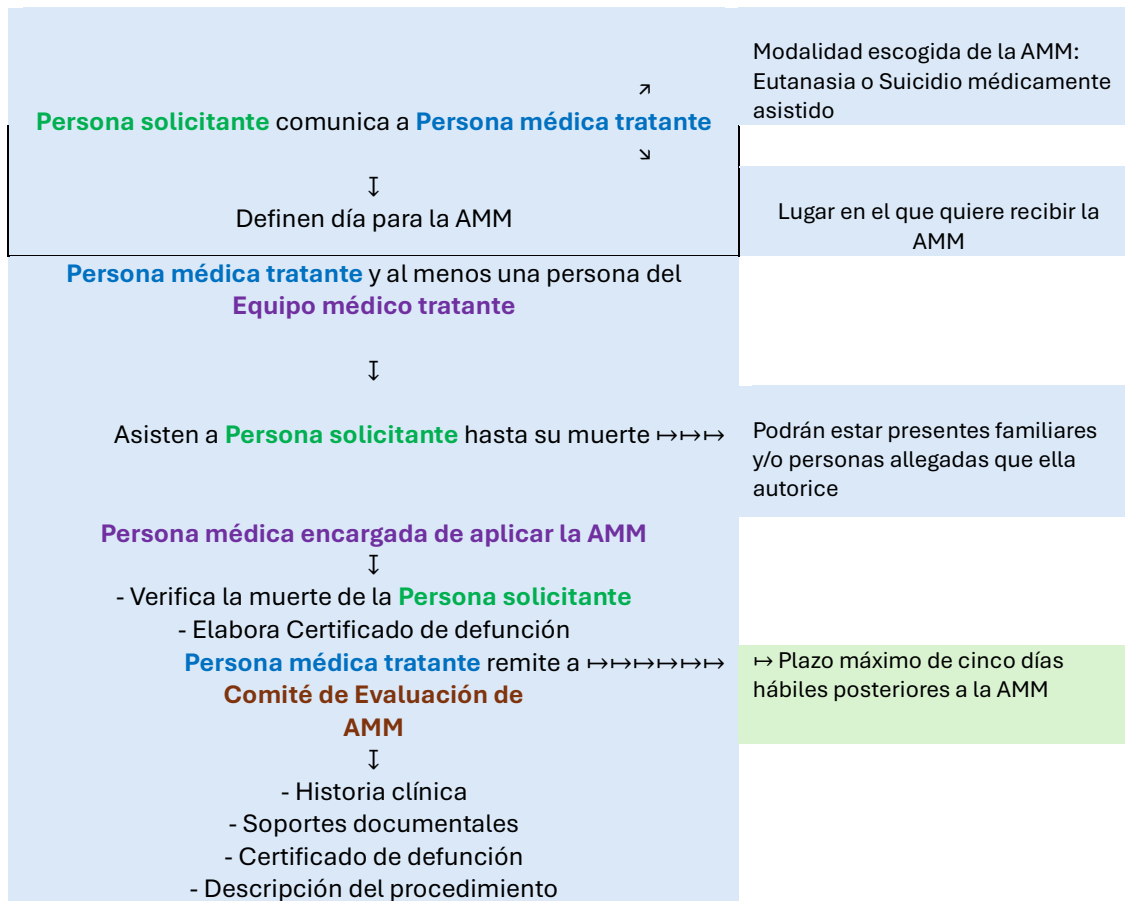 Modalidad escogida de la AMM:
Eutanasia o Suicidio médicamente
asistido
↗
Persona solicitante comunica a Persona médica tratante
↘
↧
Definen día para la AMM
Lugar en el que quiere recibir la
AMM
Persona médica tratante y al menos una persona del
Equipo médico tratante
↧
Asisten a Persona solicitante hasta su muerte ↦↦↦
Podrán estar presentes familiares
y/o personas allegadas que ella
autorice
Persona médica encargada de aplicar la AMM
↧
- Verifica la muerte de la Persona solicitante
- Elabora Certificado de defunción
Persona médica tratante remite a ↦↦↦↦↦↦
↦ Plazo máximo de cinco días
hábiles posteriores a la AMM
Comité de Evaluación de
AMM
↧
- Historia clínica
- Soportes documentales
- Certificado de defunción
- Descripción del procedimiento